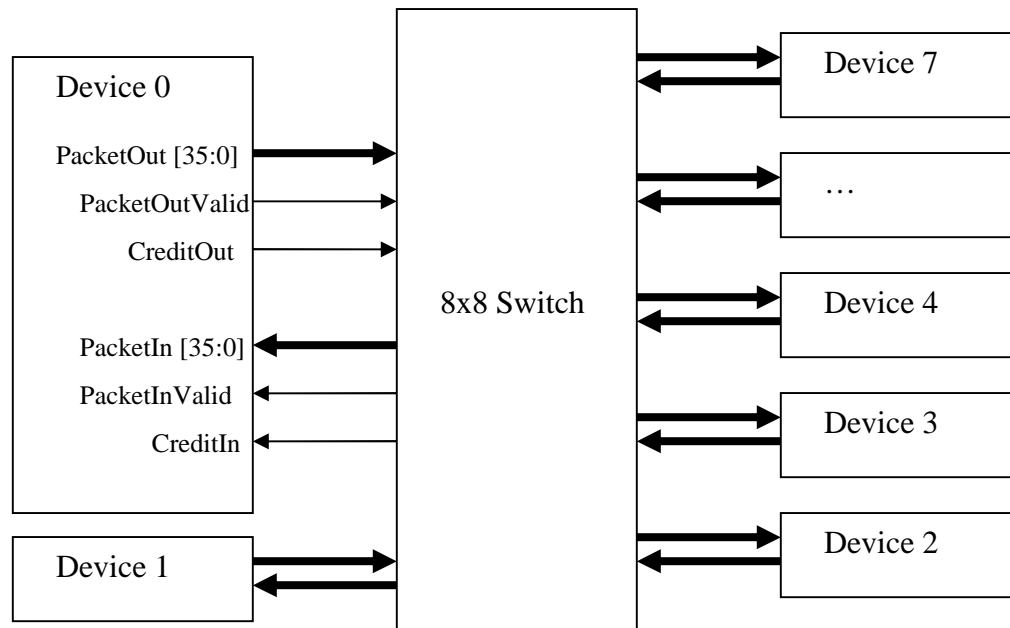 Device 0
PacketOut [35:0]
PacketOutValid
CreditOut
PacketIn [35:0]
PacketInValid
CreditIn
Device 1
8x8 Switch
Device 7
…
Device 4
Device 3
Device 2